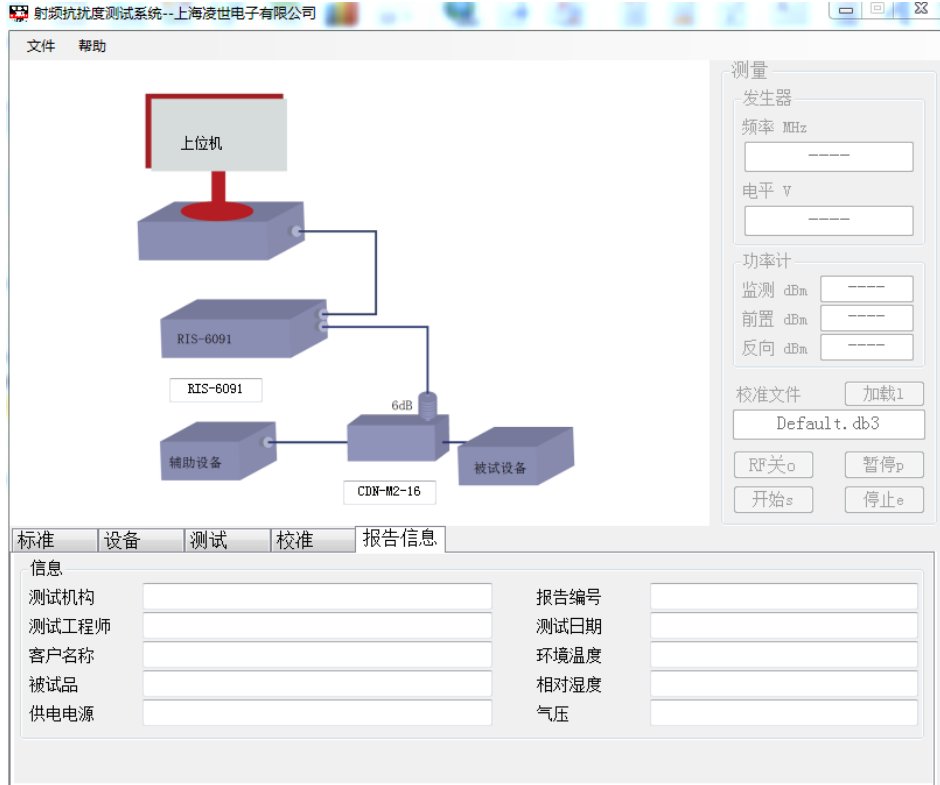 射频抗扰度测试系统--上海凌世电子有限公司
文件 帮助
上位机
RIS-6091
RIS-6091
6dB
辅助设备
被试设备
CDN-M2-16
测量
发生器
频率 MHz
----
电平 V
----
功率计
监测 dBm ----
前置 dBm ----
反向 dBm ----
校准文件 加载l
Default.db3
RF关o 暂停p
开始s 停止e
标准 设备 测试 校准 报告信息
信息
测试机构 报告编号
测试工程师 测试日期
客户名称 环境温度
被试品 相对湿度
供电电源 气压